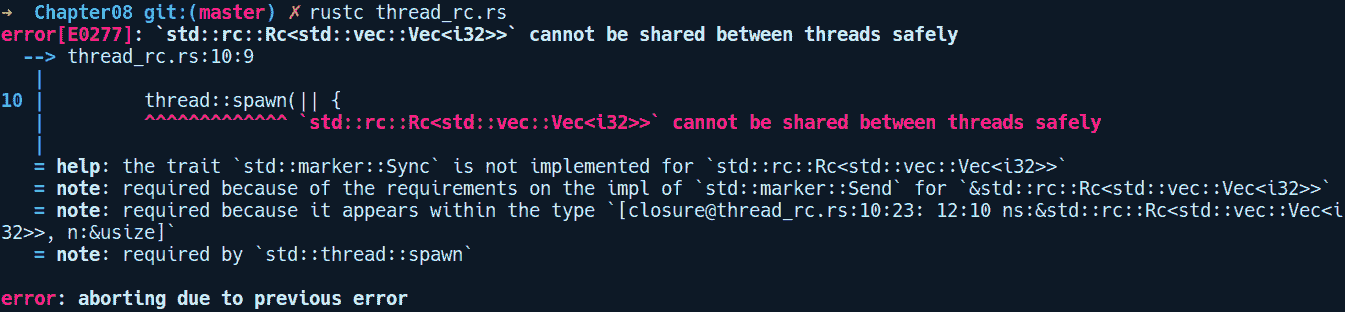 →  Chapter08 git:(master) ✗ rustc thread_rc.rs
error[E0277]: `std::rc::Rc<std::vec::Vec<i32>>` cannot be shared between threads safely
  --> thread_rc.rs:10:9
   |
10 |         thread::spawn(|| {
   |         ^^^^^^^^^^^^^ `std::rc::Rc<std::vec::Vec<i32>>` cannot be shared between threads safely
   |
   = help: the trait `std::marker::Sync` is not implemented for `std::rc::Rc<std::vec::Vec<i32>>`
   = note: required because of the requirements on the impl of `std::marker::Send` for `&std::rc::Rc<std::vec::Vec<i32>>`
   = note: required because it appears within the type `[closure@thread_rc.rs:10:23: 12:10 ns:&std::rc::Rc<std::vec::Vec<i
32>>, n:&usize]`
   = note: required by `std::thread::spawn`

error: aborting due to previous error